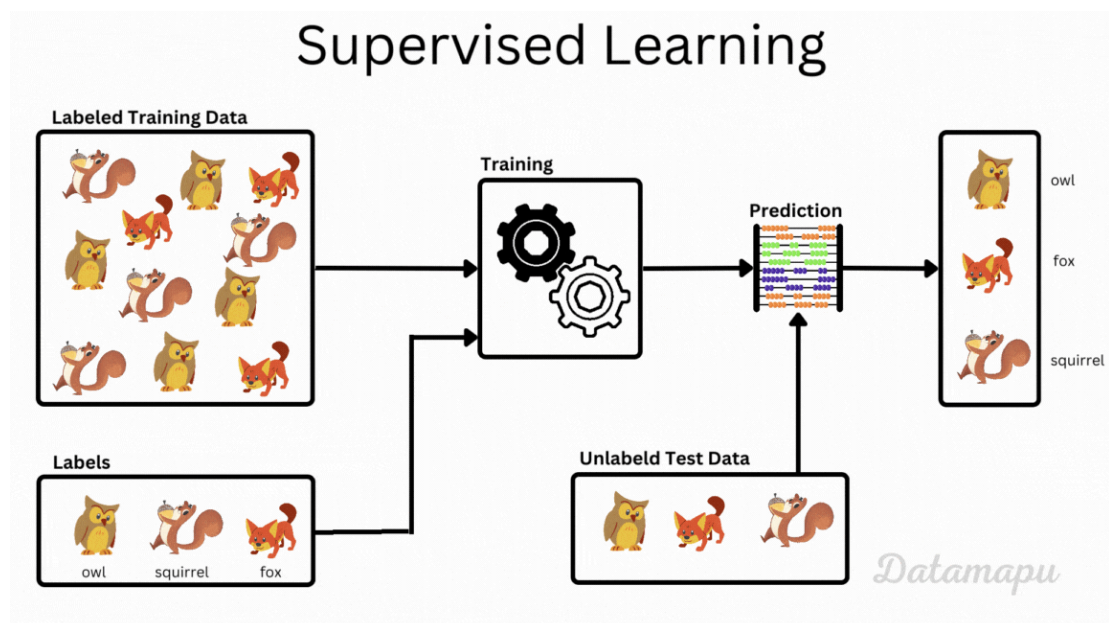 Supervised Learning
Labeled Training Data
Training
Prediction
owl
fox
squirrel
Labels
owl
squirrel
fox
Unlabeld Test Data
Datamapu